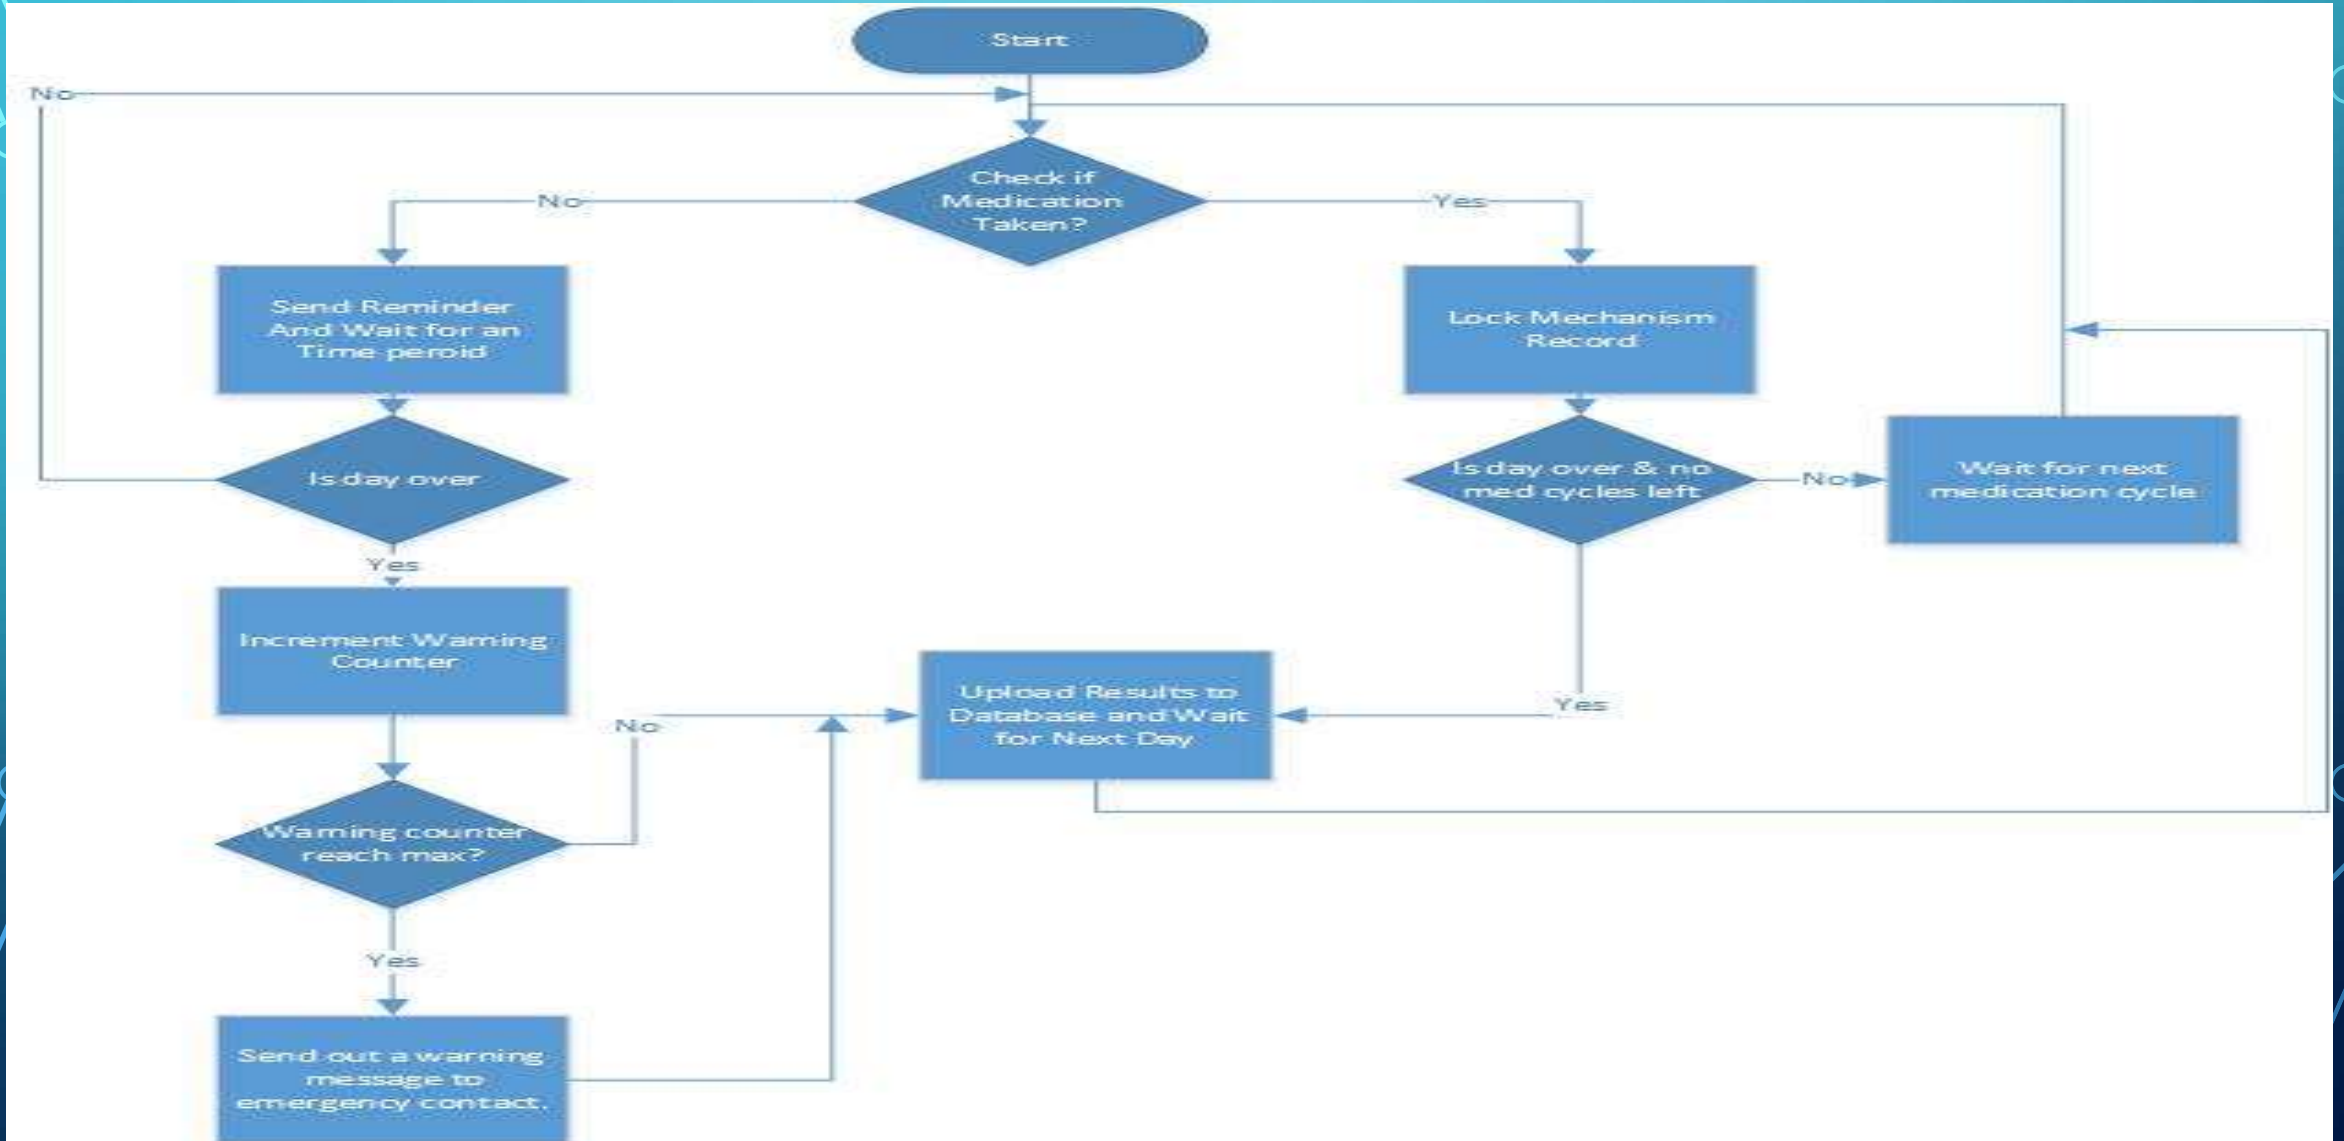 Start
No
Check if
Medication
Taken?
No
Yes
Send Reminder
And Wait for an
Time peroid
Lock Mechanism
Record
Is day over
Is day over & no
med cycles left
No
Wait for next
medication cycle
Yes
Increment Warning
Counter
Upload Results to
Database and Wait
for Next Day
Yes
No
Warning counter
reach max?
Yes
Send out a warning
message to
emergency contact.